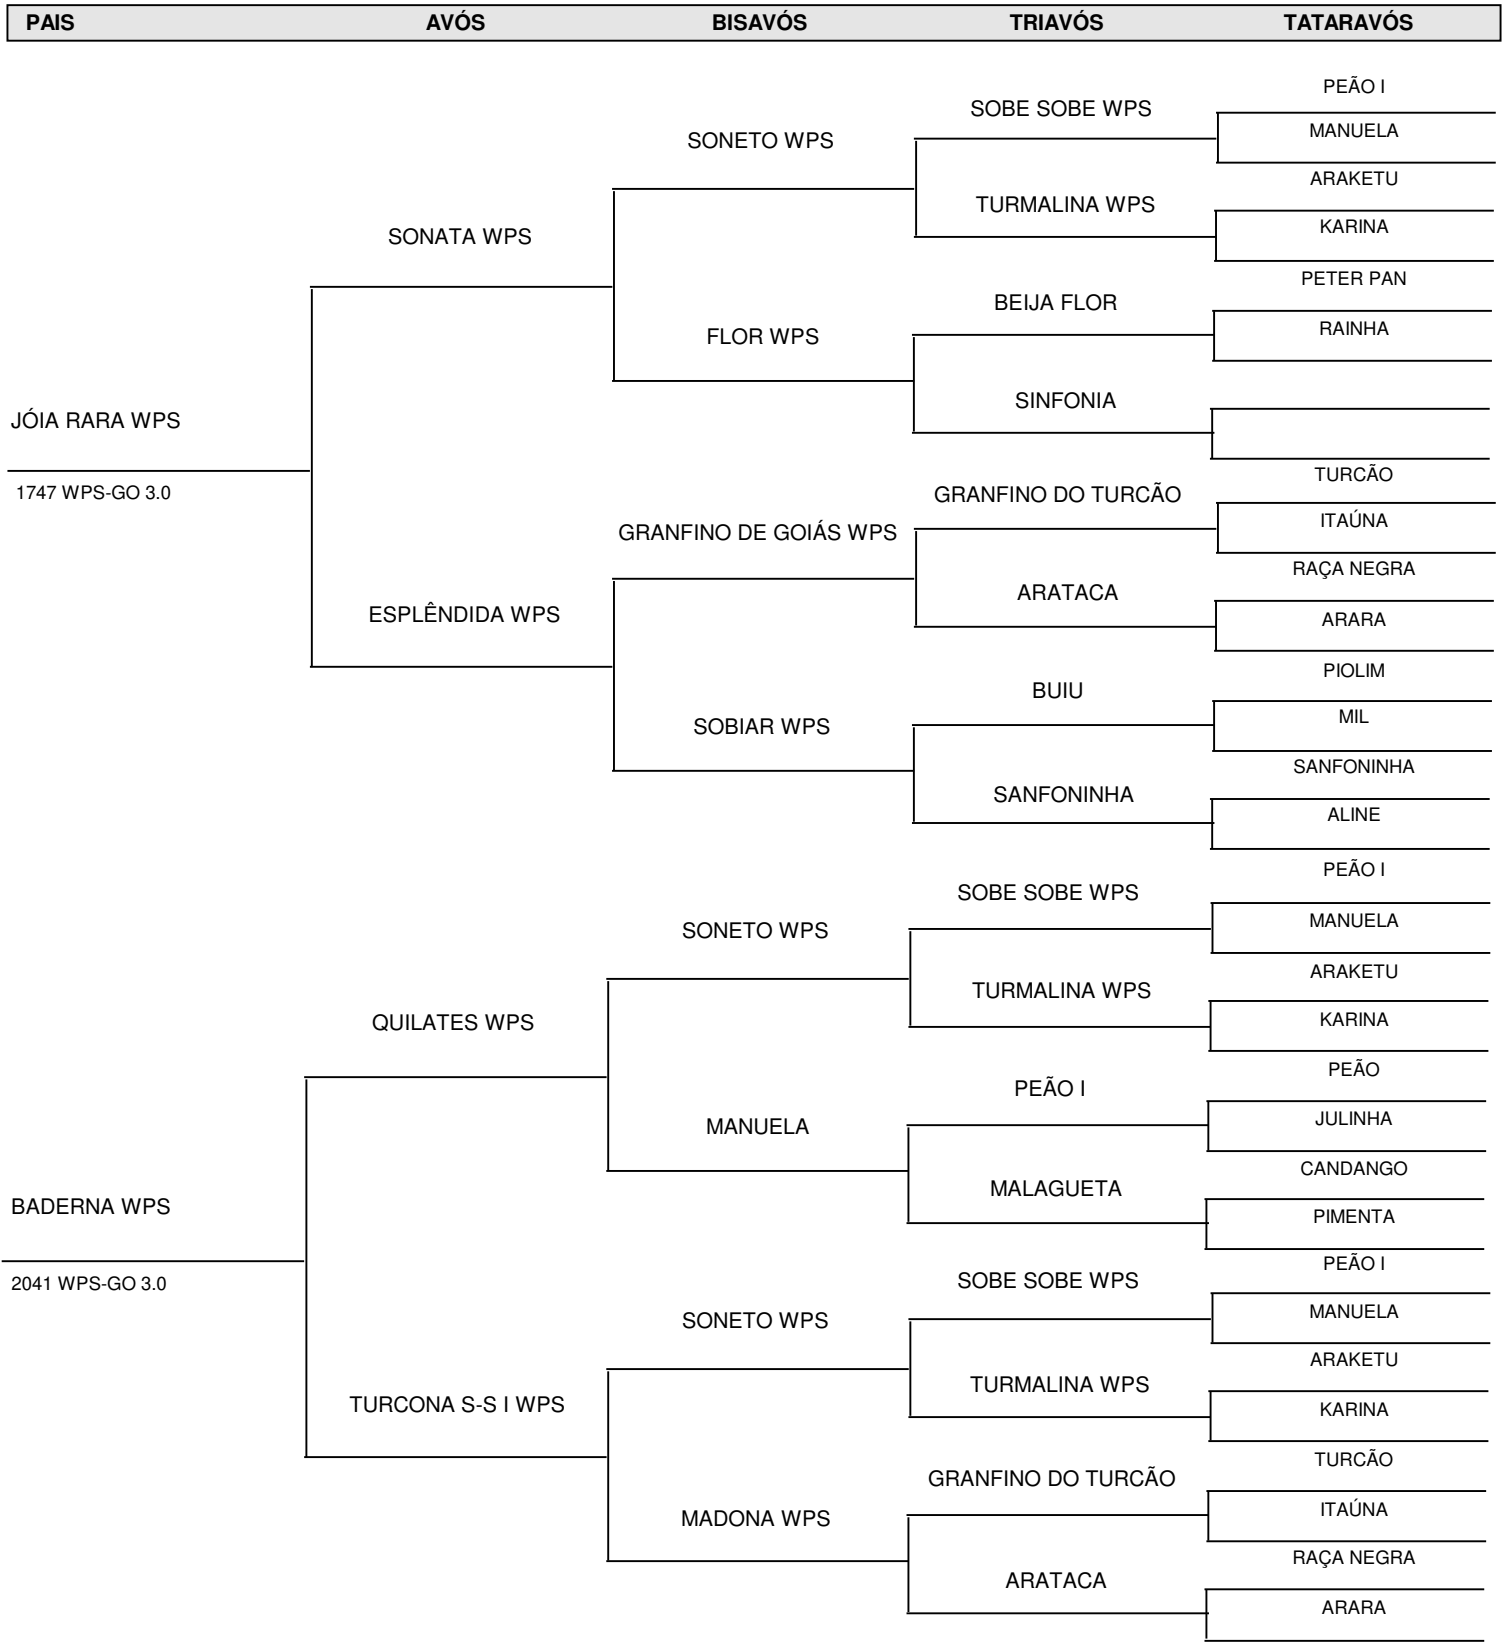 PAIS AVÓS BISAVÓS TRIAVÓS TATARAVÓS
PEÃO I
SOBE SOBE WPS
MANUELA
SONETO WPS
ARAKETU
TURMALINA WPS
KARINA
SONATA WPS
PETER PAN
BEIJA FLOR
RAINHA
FLOR WPS
SINFONIA
JÓIA RARA WPS
TURCÃO
1747 WPS-GO 3.0
GRANFINO DO TURCÃO
ITAÚNA
GRANFINO DE GOIÁS WPS
RAÇA NEGRA
ARATACA
ESPLÊNDIDA WPS
ARARA
PIOLIM
BUIU
MIL
SOBIAR WPS
SANFONINHA
SANFONINHA
ALINE
PEÃO I
SOBE SOBE WPS
MANUELA
SONETO WPS
ARAKETU
TURMALINA WPS
KARINA
QUILATES WPS
PEÃO
PEÃO I
JULINHA
MANUELA
CANDANGO
MALAGUETA
PIMENTA
BADERNA WPS
PEÃO I
2041 WPS-GO 3.0
SOBE SOBE WPS
MANUELA
SONETO WPS
ARAKETU
TURMALINA WPS
KARINA
TURCONA S-S I WPS
TURCÃO
GRANFINO DO TURCÃO
ITAÚNA
MADONA WPS
RAÇA NEGRA
ARATACA
ARARA